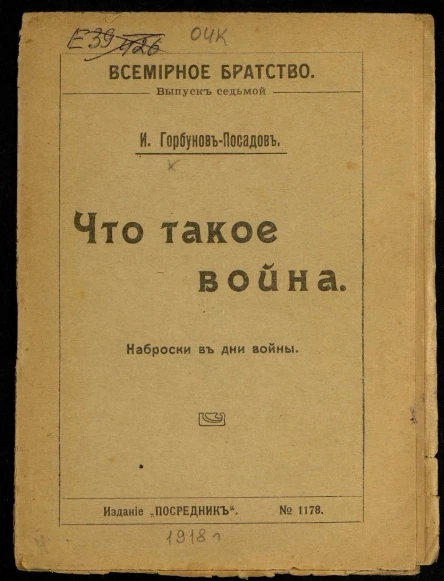 Е39/426 ОЧК
ВСЕМІРНОЕ БРАТСТВО.
Выпускъ седьмой
И. Горбуновъ-Посадовъ.
Что такое
война.
Наброски въ дни войны.
Изданіе „ПОСРЕДНИКЪ“. № 1178.
1918 г